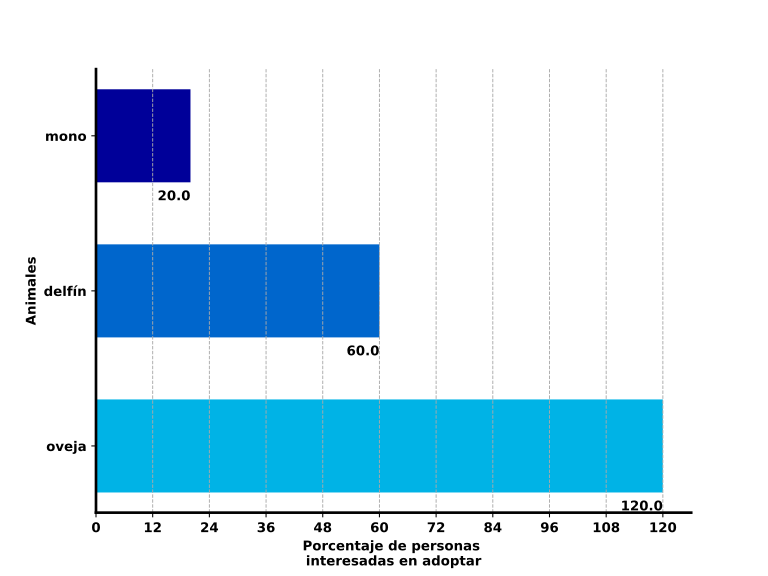 mono
20.0
Animales
delfín
60.0
oveja
120.0
0 12 24 36 48 60 72 84 96 108 120
Porcentaje de personas
interesadas en adoptar